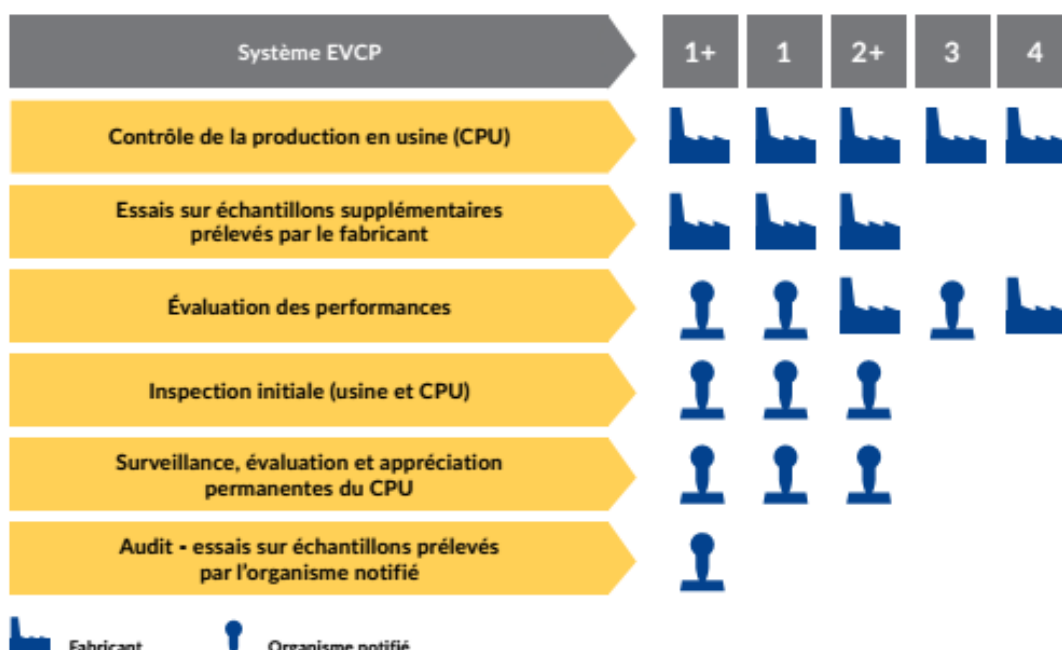 Système EVCP
1+ 1 2+ 3 4
Contrôle de la production en usine (CPU)
Essais sur échantillons supplémentaires
prélevés par le fabricant
Évaluation des performances
Inspection initiale (usine et CPU)
Surveillance, évaluation et appréciation
permanentes du CPU
Audit - essais sur échantillons prélevés
par l'organisme notifié
Fabricant
Organisme notifié